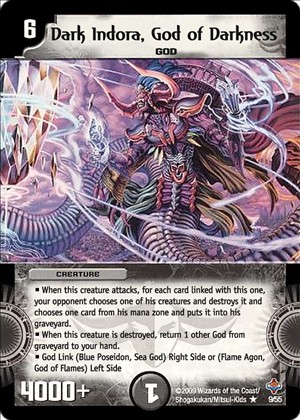 6
Dark Indora, God of Darkness
GOD
CREATURE
■ When this creature attacks, for each card linked with this one,
your opponent chooses one of his creatures and destroys it and
chooses one card from his mana zone and puts it into his
graveyard.
■ When this creature is destroyed, return 1 other God from
graveyard to your hand.
■ God Link (Blue Poseidon, Sea God) Right Side or (Flame Agon,
God of Flames) Left Side
4000+
1
©2009 Wizards of the Coast/
Shogakukan/Mitsui-Kids ★ 9/55